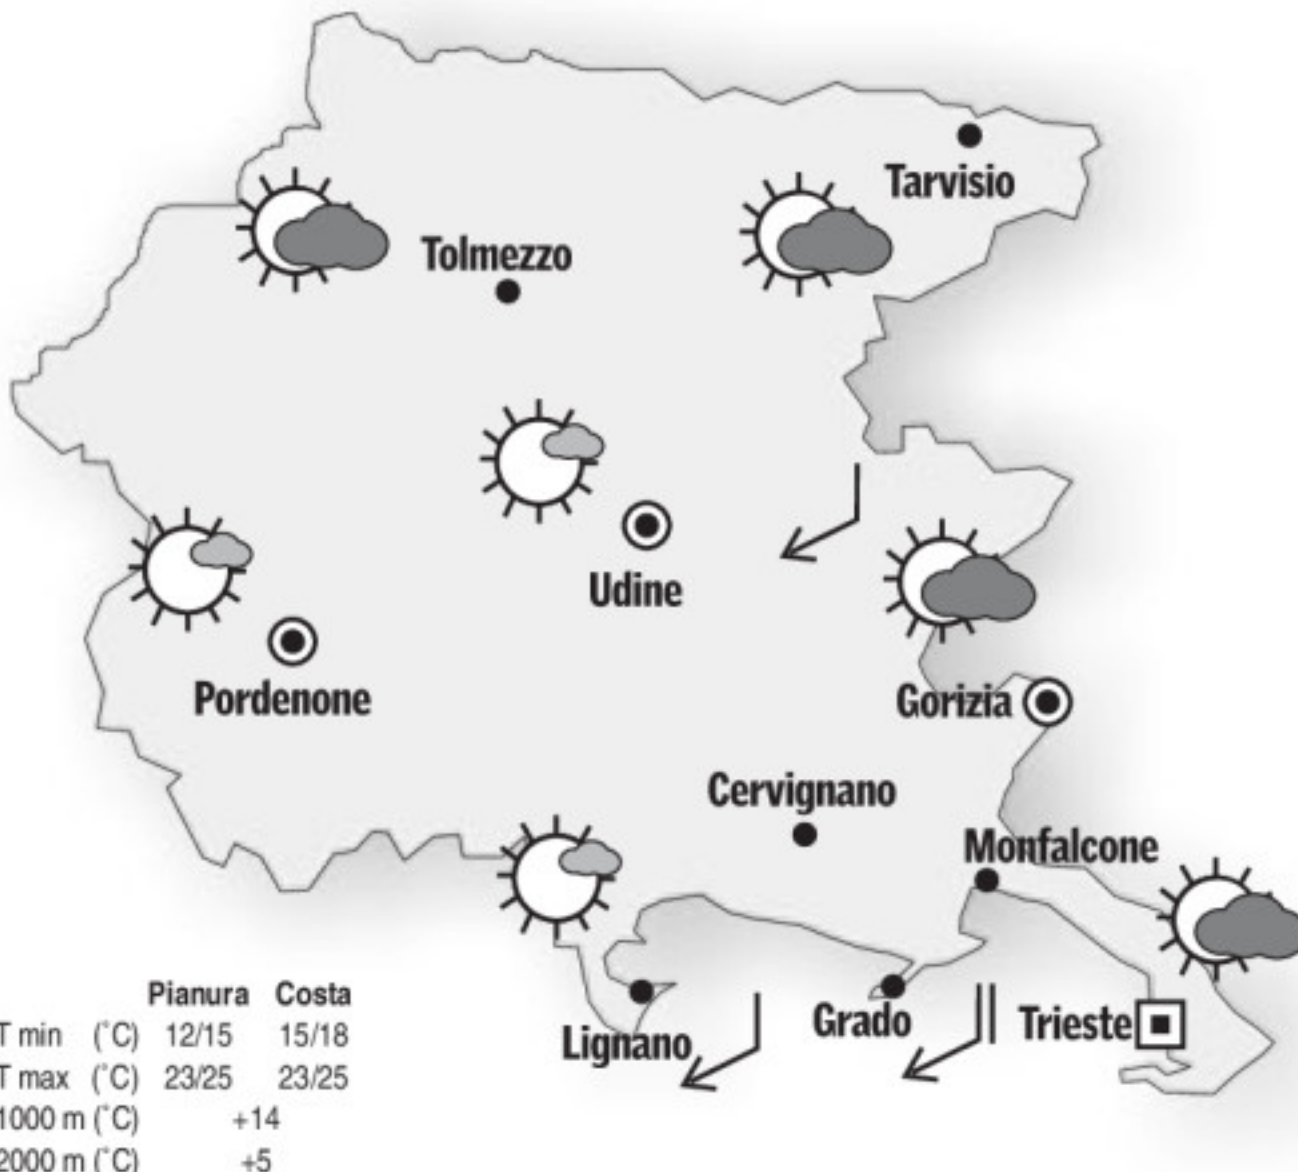 Tarvisio
Tolmezzo
Udine
Pordenone
Gorizia
Cervignano
Monfalcone
Lignano
Grado
Trieste
Pianura Costa
T min (°C) 12/15 15/18
T max (°C) 23/25 23/25
1000 m (°C) +14
2000 m (°C) +5